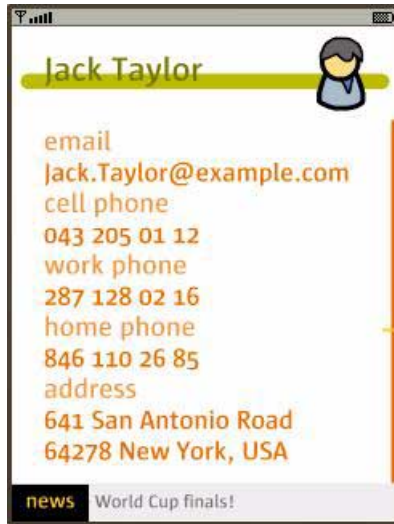 Jack Taylor
email
Jack.Taylor@example.com
cell phone
043 205 01 12
work phone
287 128 02 16
home phone
846 110 26 85
address
641 San Antonio Road
64278 New York, USA
news World Cup finals!